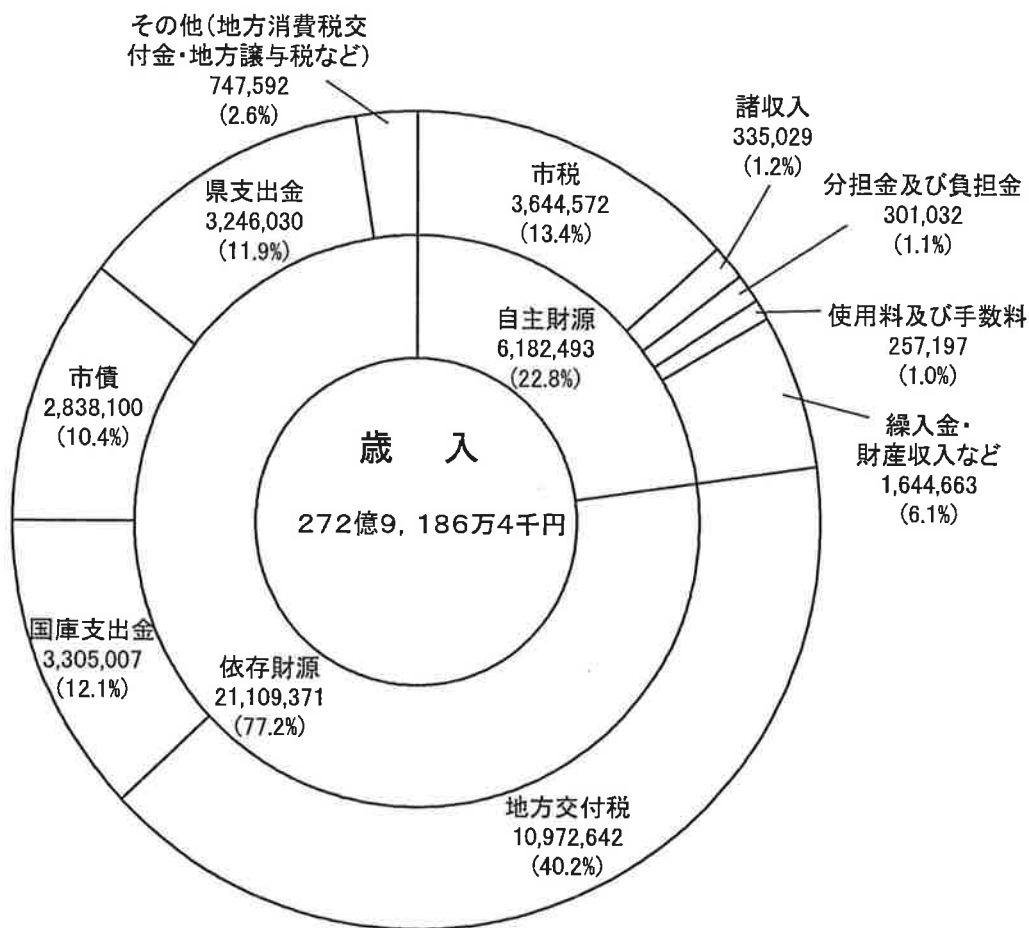 その他(地方消費税交
付金・地方譲与税など)
747,592
(2.6%)
諸収入
335,029
(1.2%)
市税
3,644,572
(13.4%)
県支出金
3,246,030
(11.9%)
分担金及び負担金
301,032
(1.1%)
自主財源
6,182,493
(22.8%)
使用料及び手数料
257,197
(1.0%)
市債
2,838,100
(10.4%)
繰入金・
財産収入など
1,644,663
(6.1%)
歳 入
272億9,186万4千円
国庫支出金
3,305,007
(12.1%)
依存財源
21,109,371
(77.2%)
地方交付税
10,972,642
(40.2%)